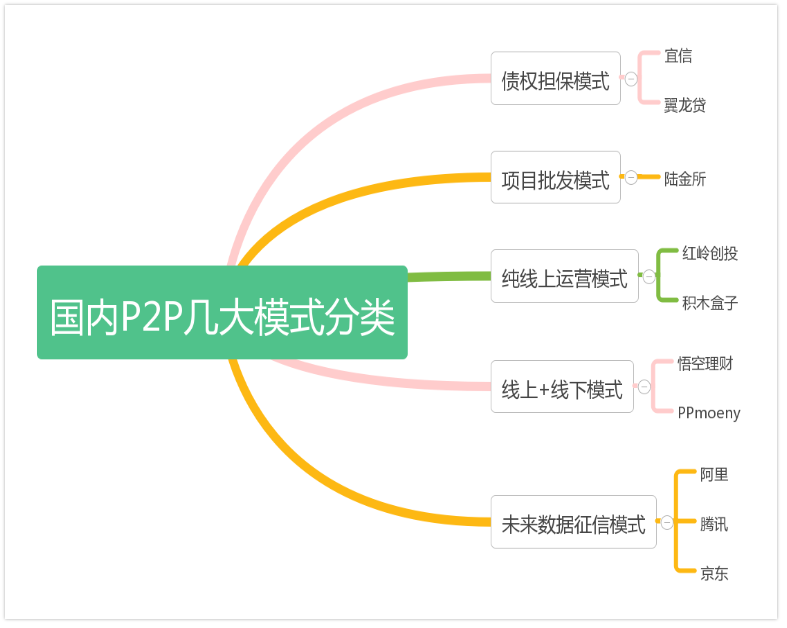 国内P2P几大模式分类
债权担保模式
宜信
翼龙贷
项目批发模式
陆金所
纯线上运营模式
红岭创投
积木盒子
线上+线下模式
悟空理财
PPmoeny
未来数据征信模式
阿里
腾讯
京东